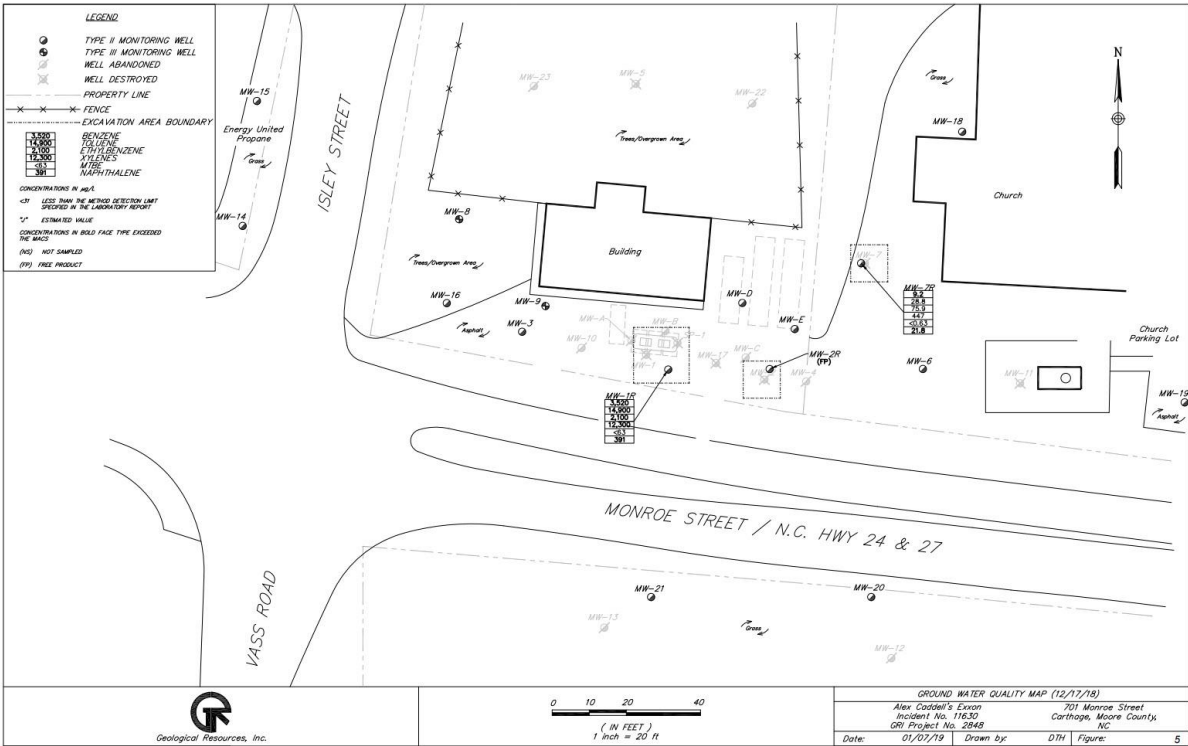 LEGEND
TYPE II MONITORING WELL
TYPE III MONITORING WELL
WELL ABANDONED
WELL DESTROYED
PROPERTY LINE
FENCE
EXCAVATION AREA BOUNDARY
3,520 BENZENE
14,900 TOLUENE
2,100 ETHYLBENZENE
12,300 XYLENES
<63 MTBE
391 NAPHTHALENE
CONCENTRATIONS IN µg/L
<31 LESS THAN THE METHOD DETECTION LIMIT
SPECIFIED IN THE LABORATORY REPORT
"J" ESTIMATED VALUE
CONCENTRATIONS IN BOLD FACE TYPE EXCEEDED
THE MACS
(NS) NOT SAMPLED
(FP) FREE PRODUCT
MW-15
Energy United
Propane
Grass
MW-14
ISLEY STREET
MW-23
MW-5
MW-22
Trees/Overgrown Area
Grass
MW-18
N
Church
MW-8
Trees/Overgrown Area
Building
MW-7
MW-16
MW-9
MW-D
MW-7R
9.2
28.8
75.9
447
<0.63
21.8
Asphalt
MW-3
MW-A
MW-B
MW-E
MW-10
MW-1
MW-17
MW-C
MW-2R
(FP)
MW-4
MW-6
Church
Parking Lot
MW-11
MW-19
Asphalt
MW-1R
3,520
14,900
2,100
12,300
<63
391
MONROE STREET / N.C. HWY 24 & 27
VASS ROAD
MW-21
MW-20
MW-13
Grass
MW-12
Geological Resources, Inc.
0 10 20 40
( IN FEET )
1 inch = 20 ft
GROUND WATER QUALITY MAP (12/17/18)
Alex Caddell's Exxon
Incident No. 11630
GRI Project No. 2848
701 Monroe Street
Carthage, Moore County,
NC
Date: 01/07/19 Drawn by: DTH Figure: 5